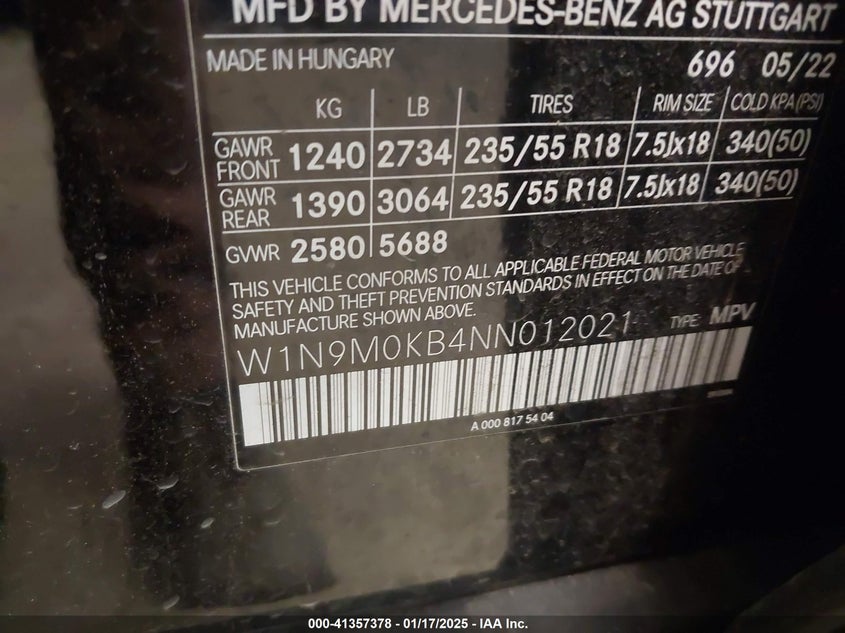 MFD BY MERCEDES-BENZ AG STUTTGART
MADE IN HUNGARY 696 05/22
KG LB TIRES RIM SIZE COLD KPA (PSI)
GAWR FRONT 1240 2734 235/55 R18 7.5Jx18 340(50)
GAWR REAR 1390 3064 235/55 R18 7.5Jx18 340(50)
GVWR 2580 5688
THIS VEHICLE CONFORMS TO ALL APPLICABLE FEDERAL MOTOR VEHICLE
SAFETY AND THEFT PREVENTION STANDARDS IN EFFECT ON THE DATE OF
MANUFACTURE SHOWN ABOVE.
W1N9M0KB4NN012021 TYPE: MPV
A 000 817 54 04
000-41357378 - 01/17/2025 - IAA Inc.